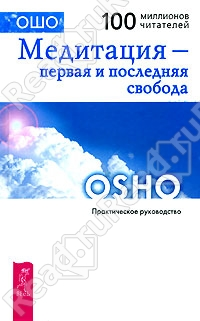 ОШО
100 миллионов
читателей
Медитация –
первая и последняя
свобода
OSHO
Практическое руководство